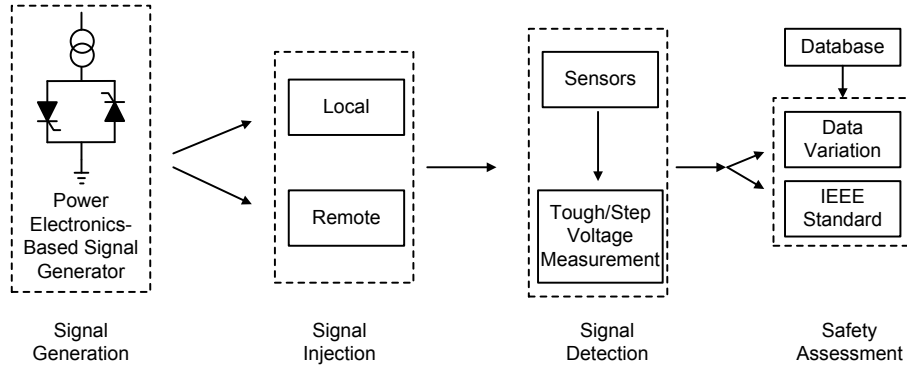 Power
Electronics-
Based Signal
Generator
Local
Remote
Sensors
Tough/Step
Voltage
Measurement
Database
Data
Variation
IEEE
Standard
Signal
Generation
Signal
Injection
Signal
Detection
Safety
Assessment